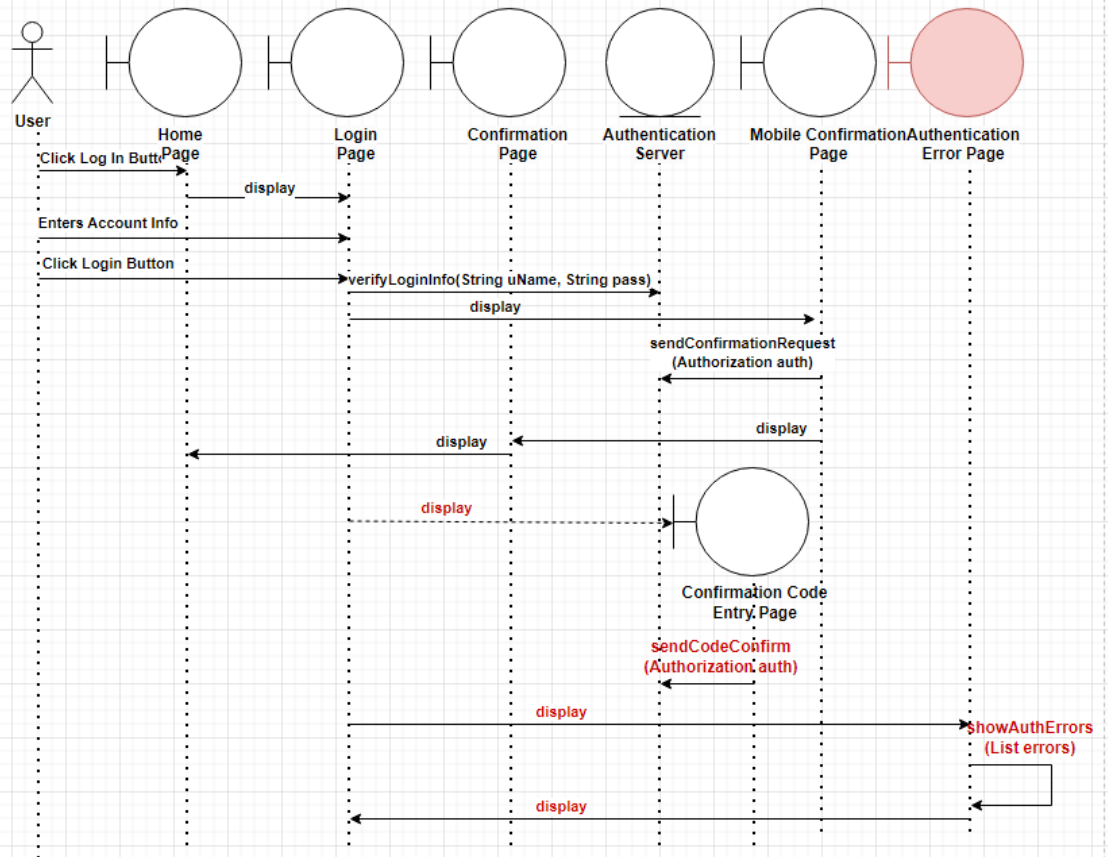 User
Home
Page
Login
Page
Confirmation
Page
Authentication
Server
Mobile Confirmation
Page
Authentication
Error Page
Click Log In Butt
display
Enters Account Info
Click Login Button
verifyLoginInfo(String uName, String pass)
display
sendConfirmationRequest
(Authorization auth)
display
display
display
Confirmation Code
Entry Page
sendCodeConfirm
(Authorization auth)
display
showAuthErrors
(List errors)
display